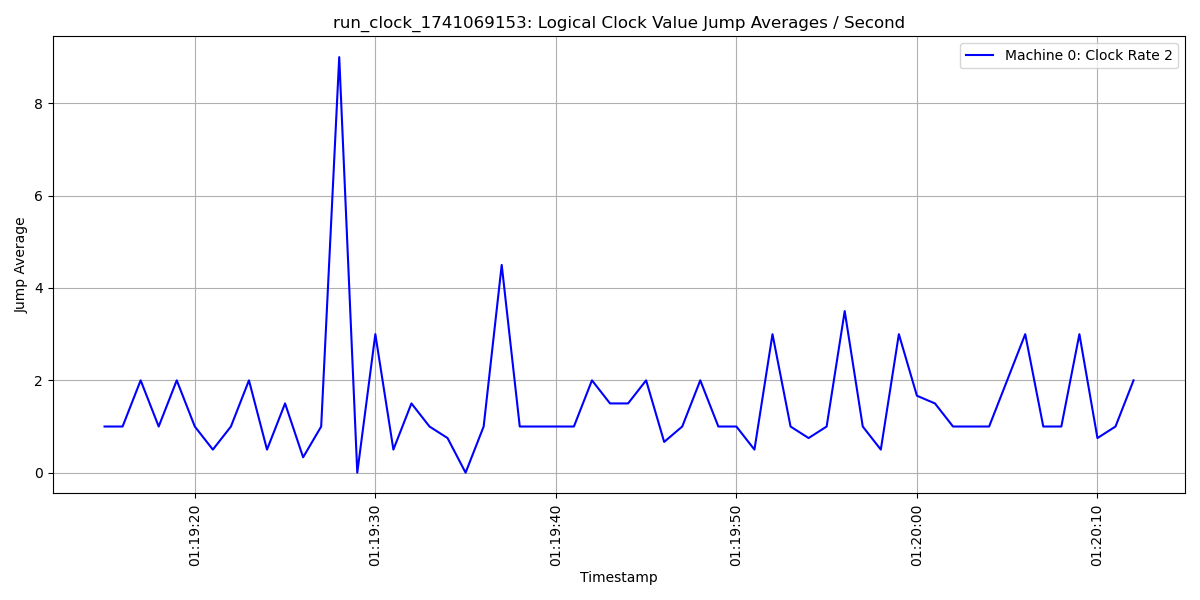 run_clock_1741069153: Logical Clock Value Jump Averages / Second
Machine 0: Clock Rate 2
Jump Average
8
6
4
2
0
01:19:20
01:19:30
01:19:40
01:19:50
01:20:00
01:20:10
Timestamp